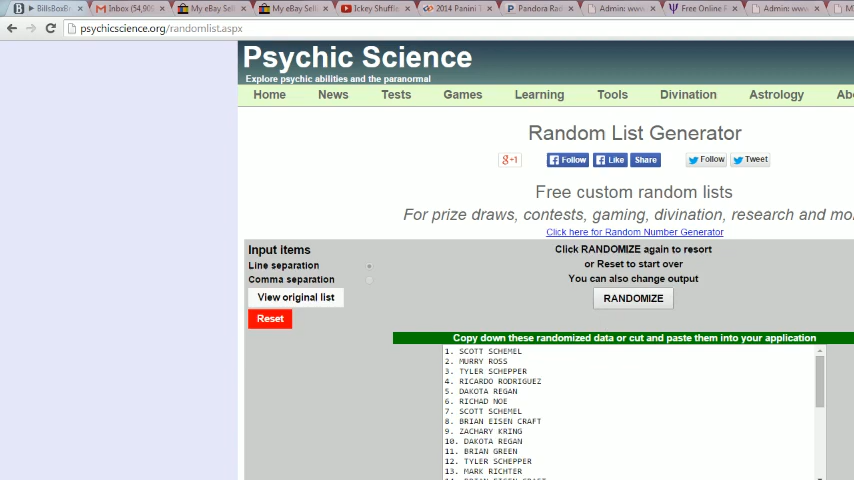 BillsBoxBr
Inbox (54,909
My eBay Sell
My eBay Sell
Ickey Shuffle
2014 Panini T
Pandora Rad
Admin: www
Free Online R
Admin: www
psychicscience.org/randomlist.aspx
Psychic Science
Explore psychic abilities and the paranormal
Home News Tests Games Learning Tools Divination Astrology Abo
Random List Generator
+1 Follow Like Share Follow Tweet
Free custom random lists
For prize draws, contests, gaming, divination, research and mo
Click here for Random Number Generator
Input items
Line separation
Comma separation
View original list
Reset
Click RANDOMIZE again to resort
or Reset to start over
You can also change output
RANDOMIZE
Copy down these randomized data or cut and paste them into your application
1. SCOTT SCHEMEL
2. MURRY ROSS
3. TYLER SCHEPPER
4. RICARDO RODRIGUEZ
5. DAKOTA REGAN
6. RICHAD NOE
7. SCOTT SCHEMEL
8. BRIAN EISEN CRAFT
9. ZACHARY KRING
10. DAKOTA REGAN
11. BRIAN GREEN
12. TYLER SCHEPPER
13. MARK RICHTER
14. BRIAN EISEN CRAFT